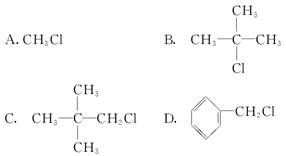 A. CH₃Cl
B. CH₃—C—CH₃
CH₃
Cl
C. CH₃—C—CH₂Cl
CH₃
CH₃
D.
CH₂Cl